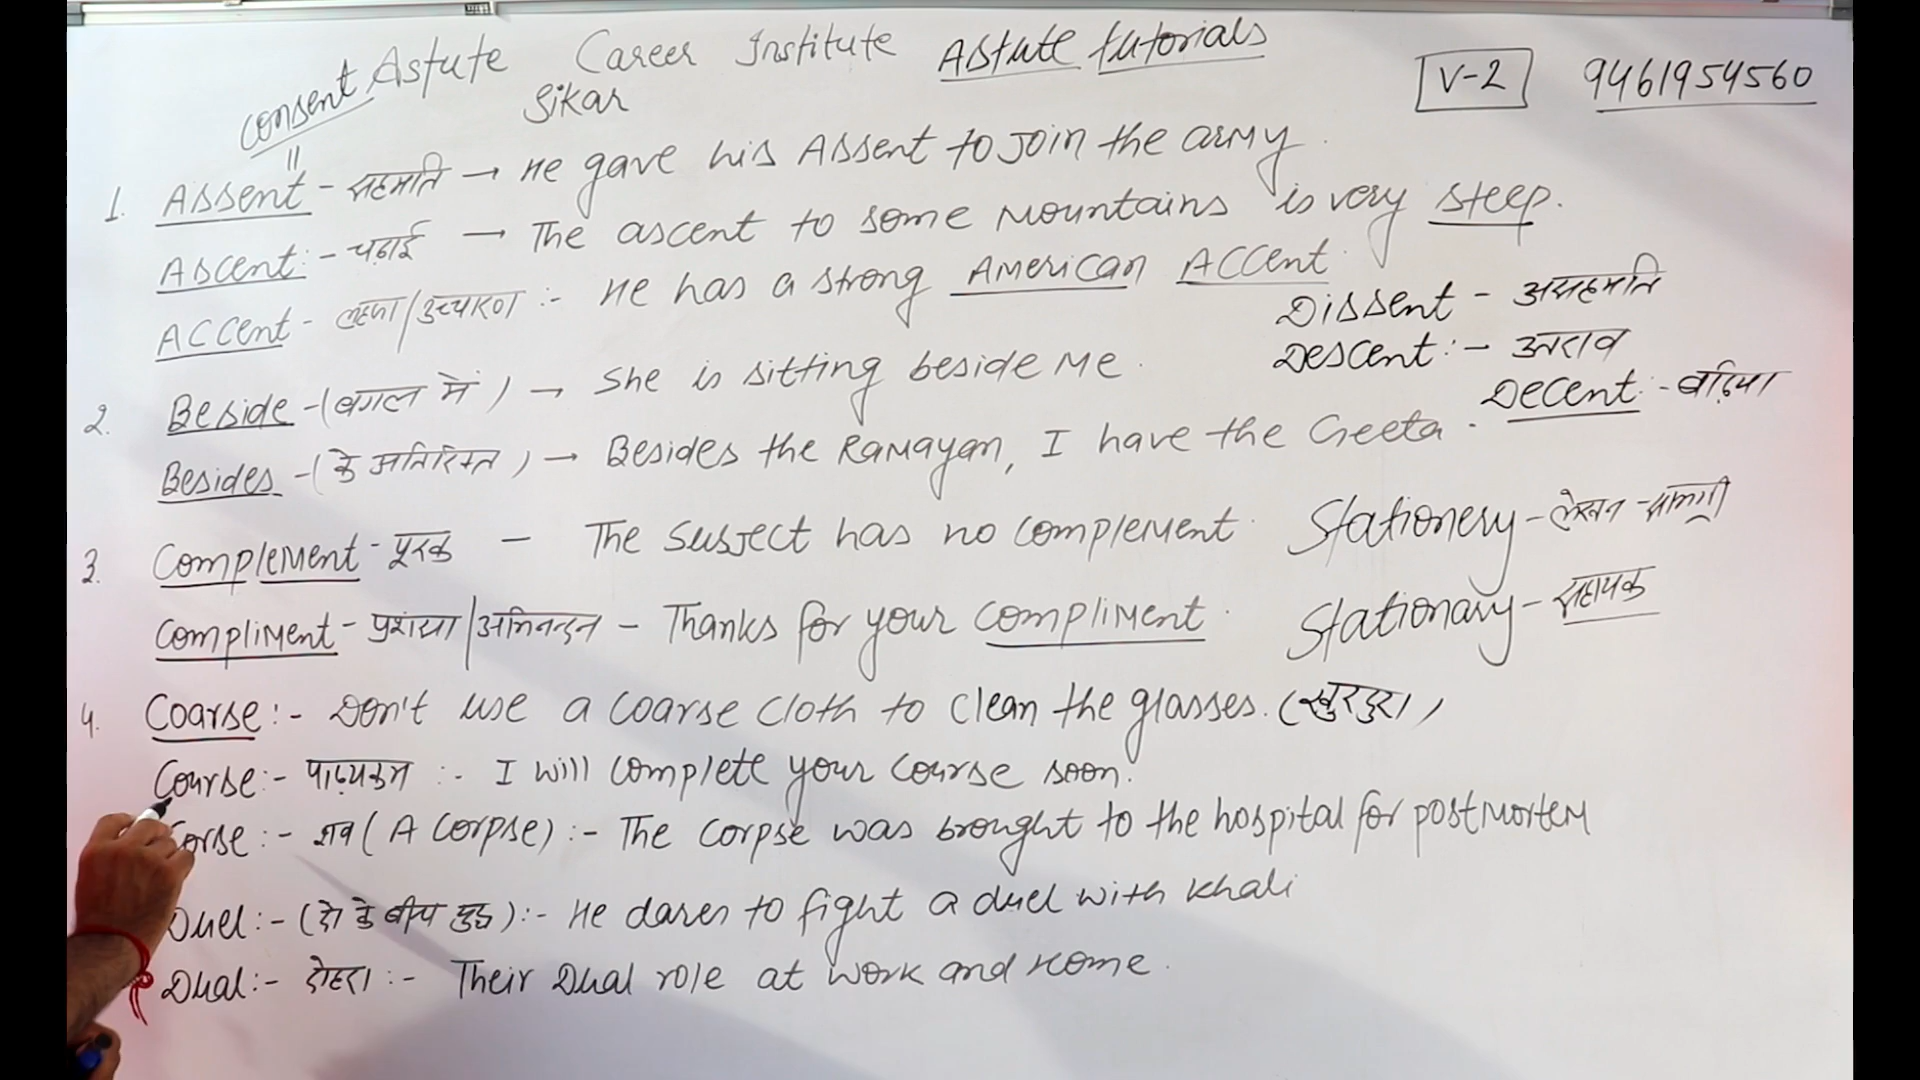 Astute Career Institute Astute tutorials
Sikar
V-2
9461954560
consent
=
1. Assent - सहमति → He gave his Assent to join the army.
Ascent :- चढ़ाई → The ascent to some Mountains is very steep.
Accent - लहजा/उच्चारण :- He has a strong American Accent.
Dissent - असहमति
Descent :- उतराव
Decent :- बढ़िया
2. Beside - (बगल में) → She is sitting beside Me.
Besides - (के अतिरिक्त) → Besides the Ramayan, I have the Geeta.
3. Complement - पूरक - The Subject has no complement.
Compliment - प्रशंसा/अभिनन्दन - Thanks for your compliment.
Stationery - लेखन-सामग्री
Stationary -
4. Coarse :- Don't use a coarse cloth to clean the glasses. (खुरदुरा)
Course :- पाठ्यक्रम :- I will complete your course soon.
orse :- शव (A corpse) :- The corpse was brought to the hospital for postmortem
Duel :- (दो के बीच युद्ध) :- He dares to fight a duel with Khali
Dual :- दोहरा :- Their Dual role at work and Home.